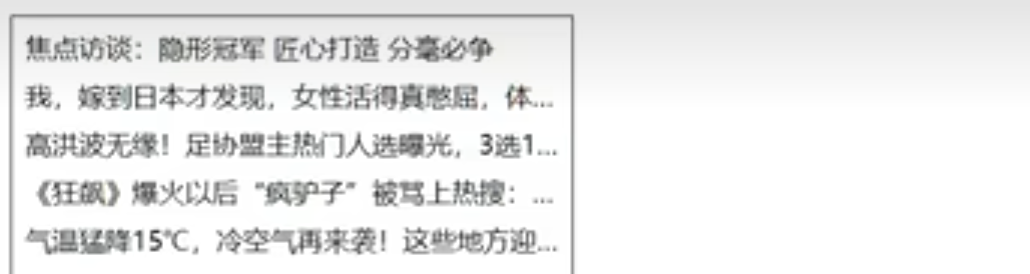 焦点访谈：隐形冠军 匠心打造 分毫必争
我，嫁到日本才发现，女性活得真憋屈，体...
高洪波无缘！足协盟主热门人选曝光，3选1...
《狂飙》爆火以后“疯驴子”被骂上热搜：...
气温猛降15℃，冷空气再来袭！这些地方迎...